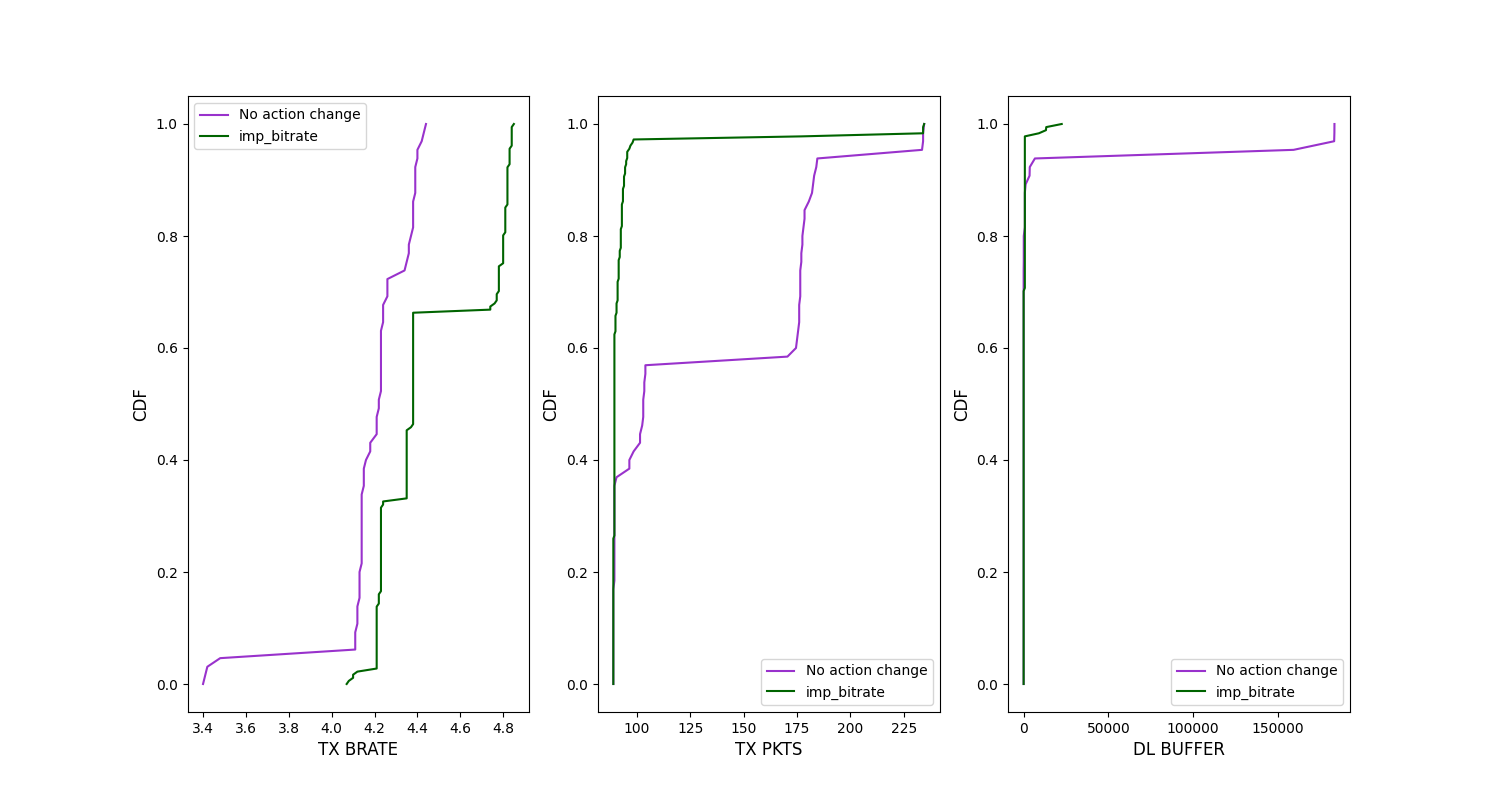 No action change
imp_bitrate
1.0
0.8
0.6
0.4
0.2
0.0
CDF
3.4 3.6 3.8 4.0 4.2 4.4 4.6 4.8
TX BRATE
1.0
0.8
0.6
0.4
0.2
0.0
CDF
No action change
imp_bitrate
100 125 150 175 200 225
TX PKTS
1.0
0.8
0.6
0.4
0.2
0.0
CDF
No action change
imp_bitrate
0 50000 100000 150000
DL BUFFER